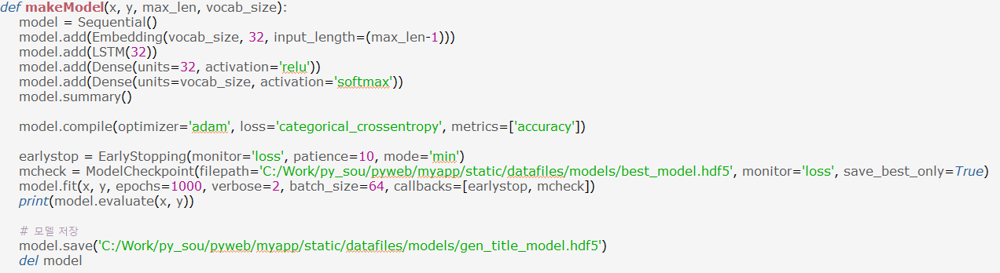 def makeModel(x, y, max_len, vocab_size):
    model = Sequential()
    model.add(Embedding(vocab_size, 32, input_length=(max_len-1)))
    model.add(LSTM(32))
    model.add(Dense(units=32, activation='relu'))
    model.add(Dense(units=vocab_size, activation='softmax'))
    model.summary()

    model.compile(optimizer='adam', loss='categorical_crossentropy', metrics=['accuracy'])

    earlystop = EarlyStopping(monitor='loss', patience=10, mode='min')
    mcheck = ModelCheckpoint(filepath='C:/Work/py_sou/pyweb/myapp/static/datafiles/models/best_model.hdf5', monitor='loss', save_best_only=True)
    model.fit(x, y, epochs=1000, verbose=2, batch_size=64, callbacks=[earlystop, mcheck])
    print(model.evaluate(x, y))

    # 모델 저장
    model.save('C:/Work/py_sou/pyweb/myapp/static/datafiles/models/gen_title_model.hdf5')
    del model